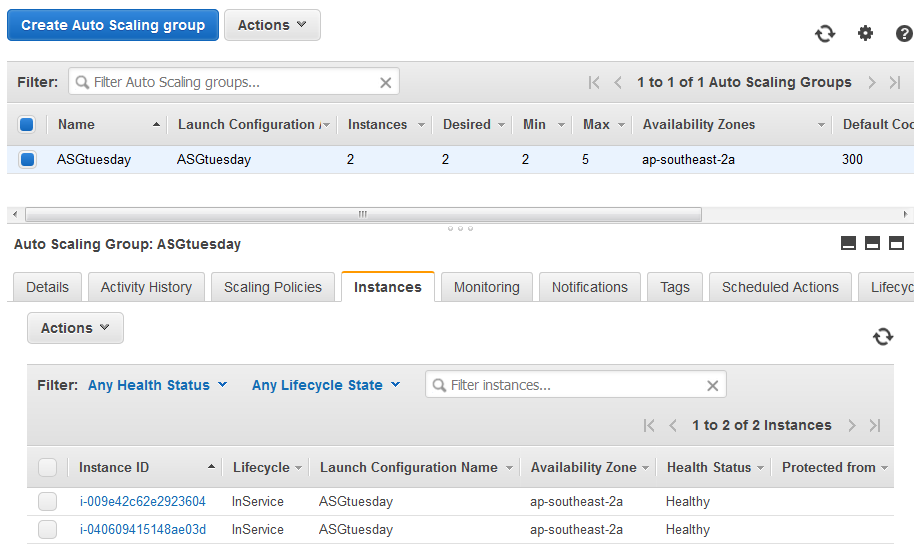 Create Auto Scaling group Actions
Filter: Filter Auto Scaling groups... 1 to 1 of 1 Auto Scaling Groups
Name Launch Configuration Instances Desired Min Max Availability Zones Default Coo
ASGtuesday ASGtuesday 2 2 2 5 ap-southeast-2a 300
Auto Scaling Group: ASGtuesday
Details Activity History Scaling Policies Instances Monitoring Notifications Tags Scheduled Actions Lifecyc
Actions
Filter: Any Health Status Any Lifecycle State Filter instances...
1 to 2 of 2 Instances
Instance ID Lifecycle Launch Configuration Name Availability Zone Health Status Protected from
i-009e42c62e2923604 InService ASGtuesday ap-southeast-2a Healthy
i-040609415148ae03d InService ASGtuesday ap-southeast-2a Healthy